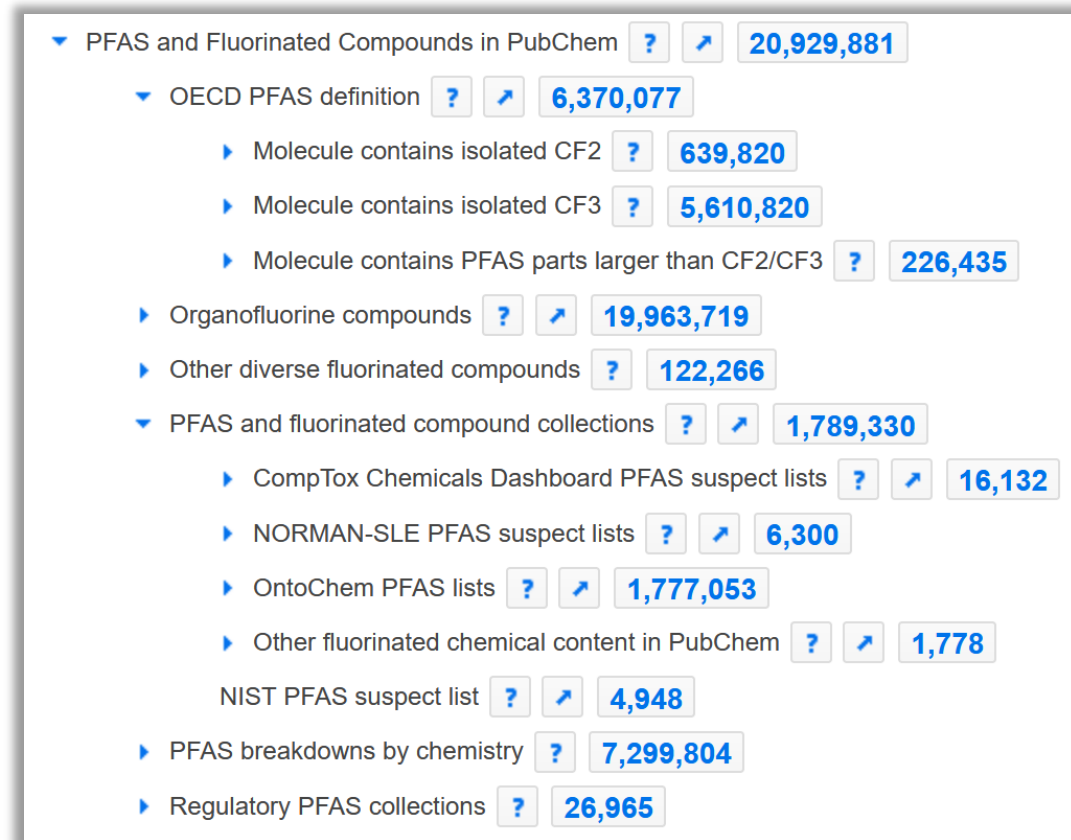 PFAS and Fluorinated Compounds in PubChem ? 20,929,881
OECD PFAS definition ? 6,370,077
Molecule contains isolated CF2 ? 639,820
Molecule contains isolated CF3 ? 5,610,820
Molecule contains PFAS parts larger than CF2/CF3 ? 226,435
Organofluorine compounds ? 19,963,719
Other diverse fluorinated compounds ? 122,266
PFAS and fluorinated compound collections ? 1,789,330
CompTox Chemicals Dashboard PFAS suspect lists ? 16,132
NORMAN-SLE PFAS suspect lists ? 6,300
OntoChem PFAS lists ? 1,777,053
Other fluorinated chemical content in PubChem ? 1,778
NIST PFAS suspect list ? 4,948
PFAS breakdowns by chemistry ? 7,299,804
Regulatory PFAS collections ? 26,965